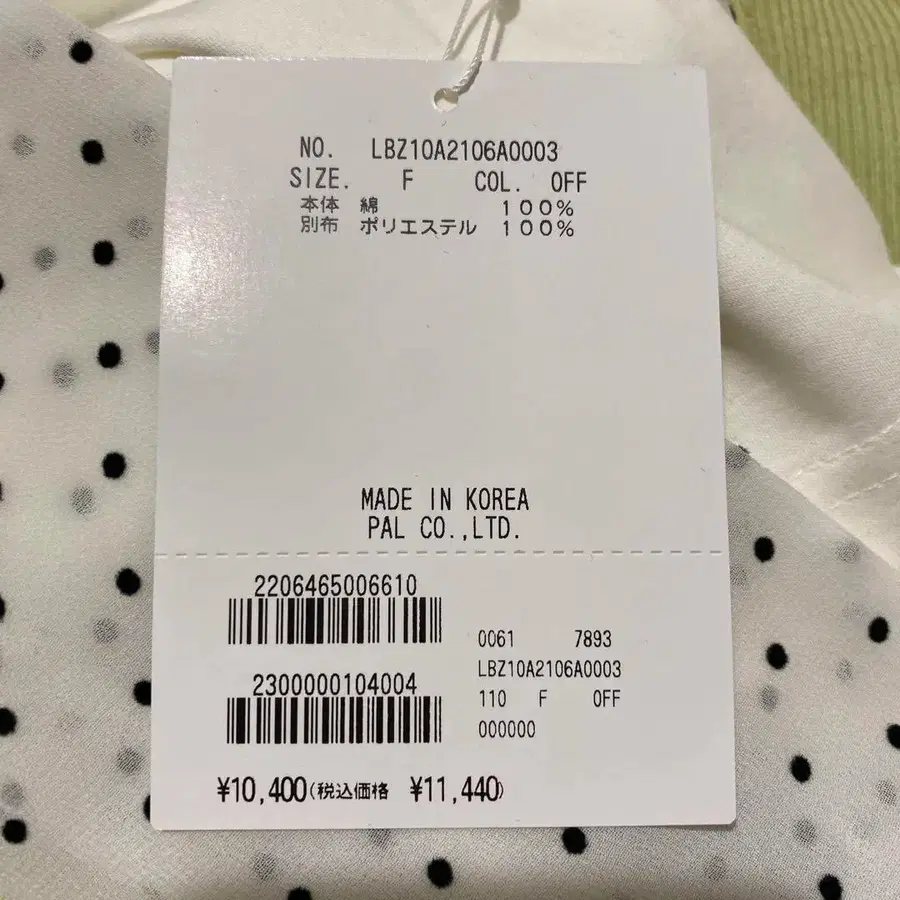 NO. LBZ10A2106A0003
SIZE. F COL. OFF
本体 綿 100%
別布 ポリエステル 100%
MADE IN KOREA
PAL CO.,LTD.
2206465006610
2300000104004
0061 7893
LBZ10A2106A0003
110 F OFF
000000
¥10,400(税込価格 ¥11,440)